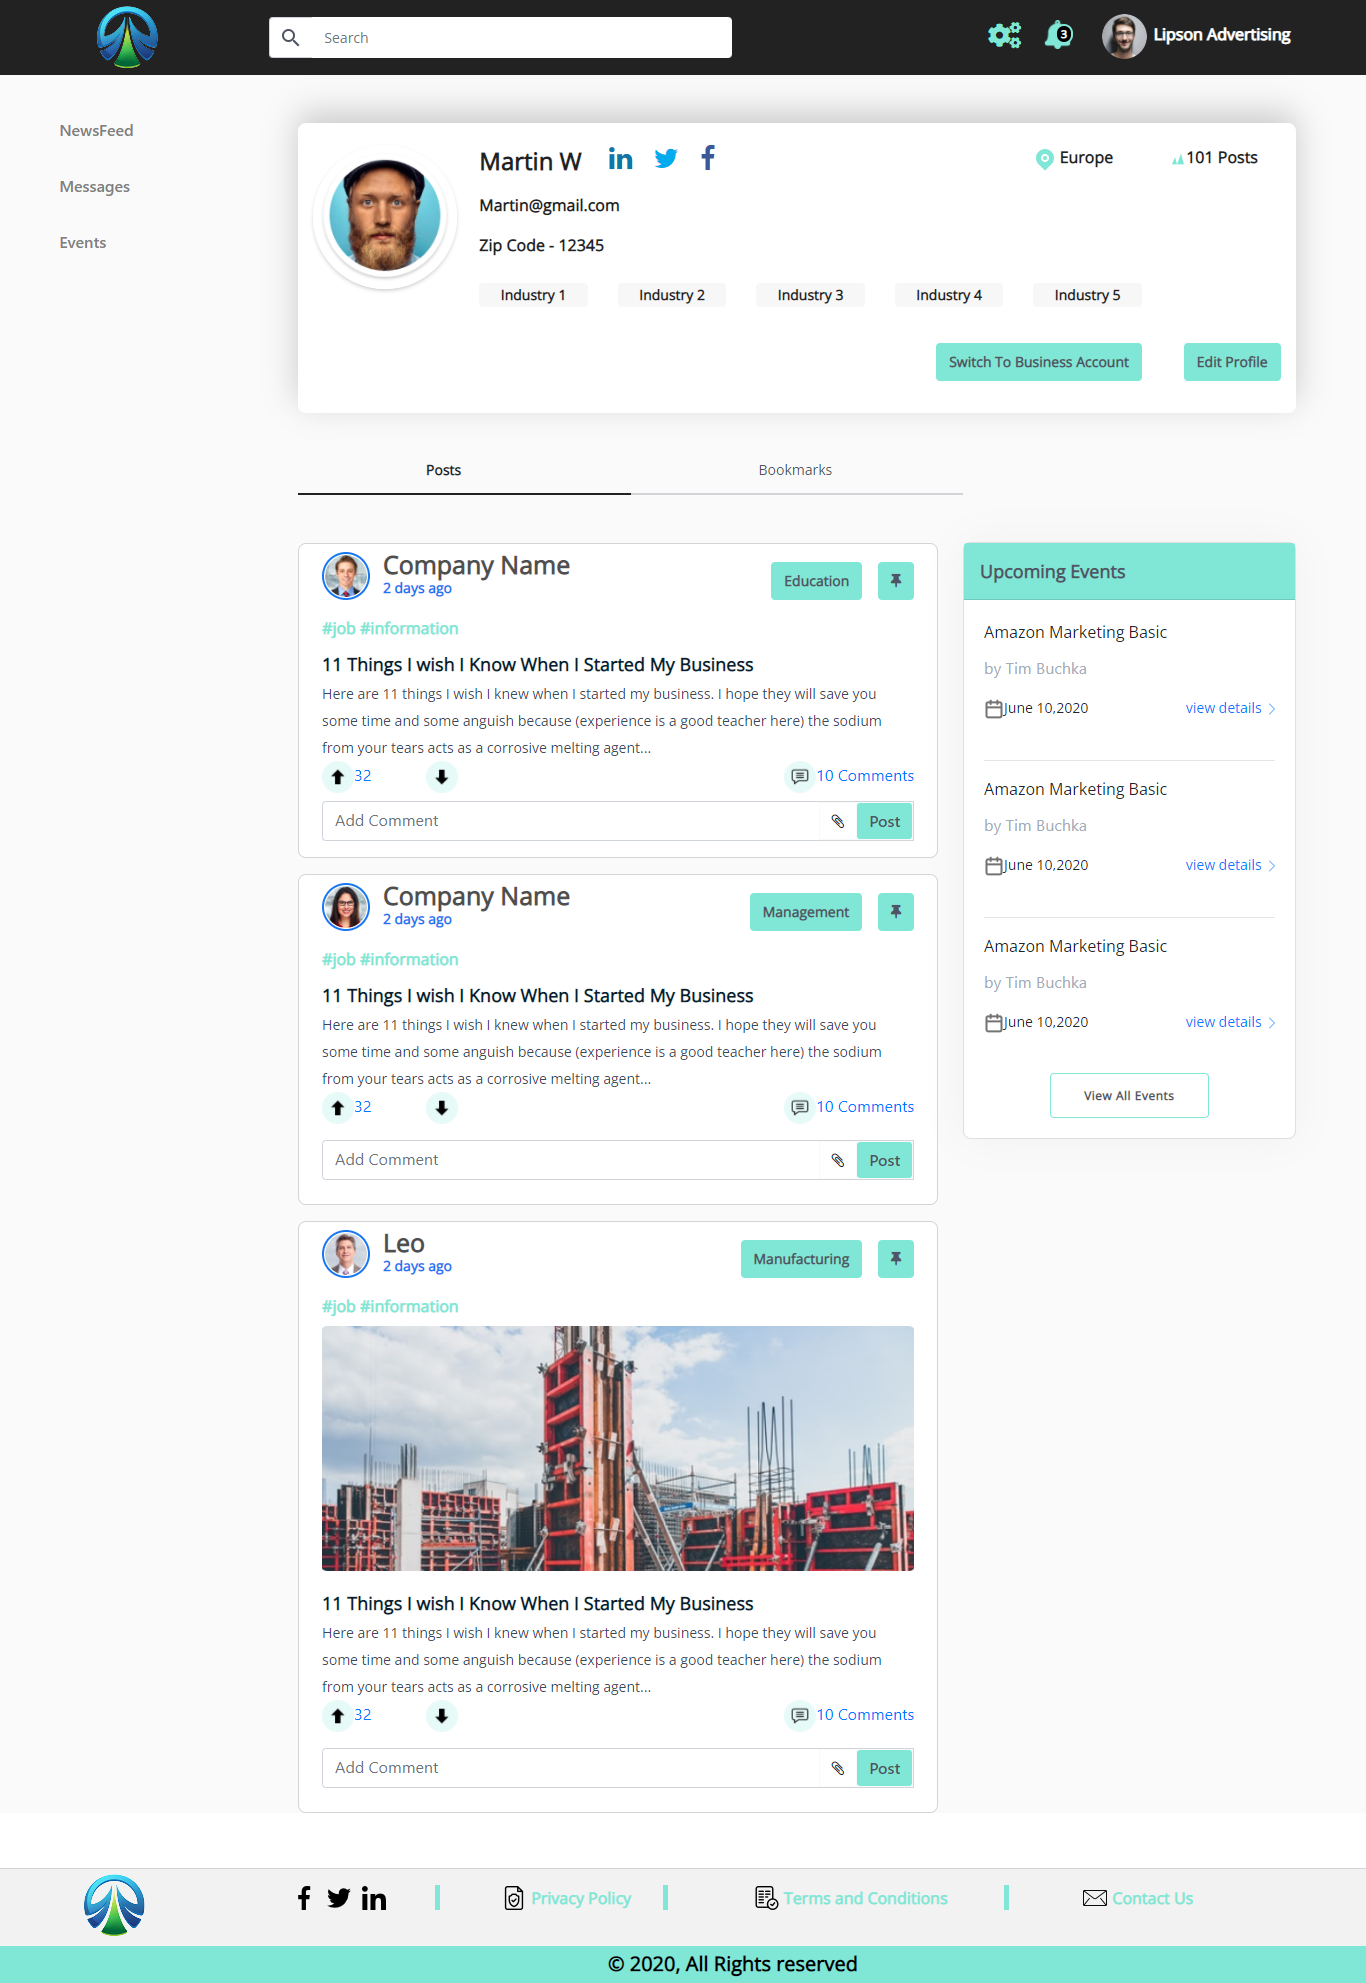 Search
3
Lipson Advertising
NewsFeed
Messages
Events
Martin W
Europe
101 Posts
Martin@gmail.com
Zip Code - 12345
Industry 1
Industry 2
Industry 3
Industry 4
Industry 5
Switch To Business Account
Edit Profile
Posts
Bookmarks
Company Name
2 days ago
Education
#job #information
11 Things I wish I Know When I Started My Business
Here are 11 things I wish I knew when I started my business. I hope they will save you
some time and some anguish because (experience is a good teacher here) the sodium
from your tears acts as a corrosive melting agent...
32
10 Comments
Add Comment
Post
Company Name
2 days ago
Management
#job #information
11 Things I wish I Know When I Started My Business
Here are 11 things I wish I knew when I started my business. I hope they will save you
some time and some anguish because (experience is a good teacher here) the sodium
from your tears acts as a corrosive melting agent...
32
10 Comments
Add Comment
Post
Leo
2 days ago
Manufacturing
#job #information
11 Things I wish I Know When I Started My Business
Here are 11 things I wish I knew when I started my business. I hope they will save you
some time and some anguish because (experience is a good teacher here) the sodium
from your tears acts as a corrosive melting agent...
32
10 Comments
Add Comment
Post
Upcoming Events
Amazon Marketing Basic
by Tim Buchka
June 10,2020
view details
Amazon Marketing Basic
by Tim Buchka
June 10,2020
view details
Amazon Marketing Basic
by Tim Buchka
June 10,2020
view details
View All Events
Privacy Policy
Terms and Conditions
Contact Us
© 2020, All Rights reserved